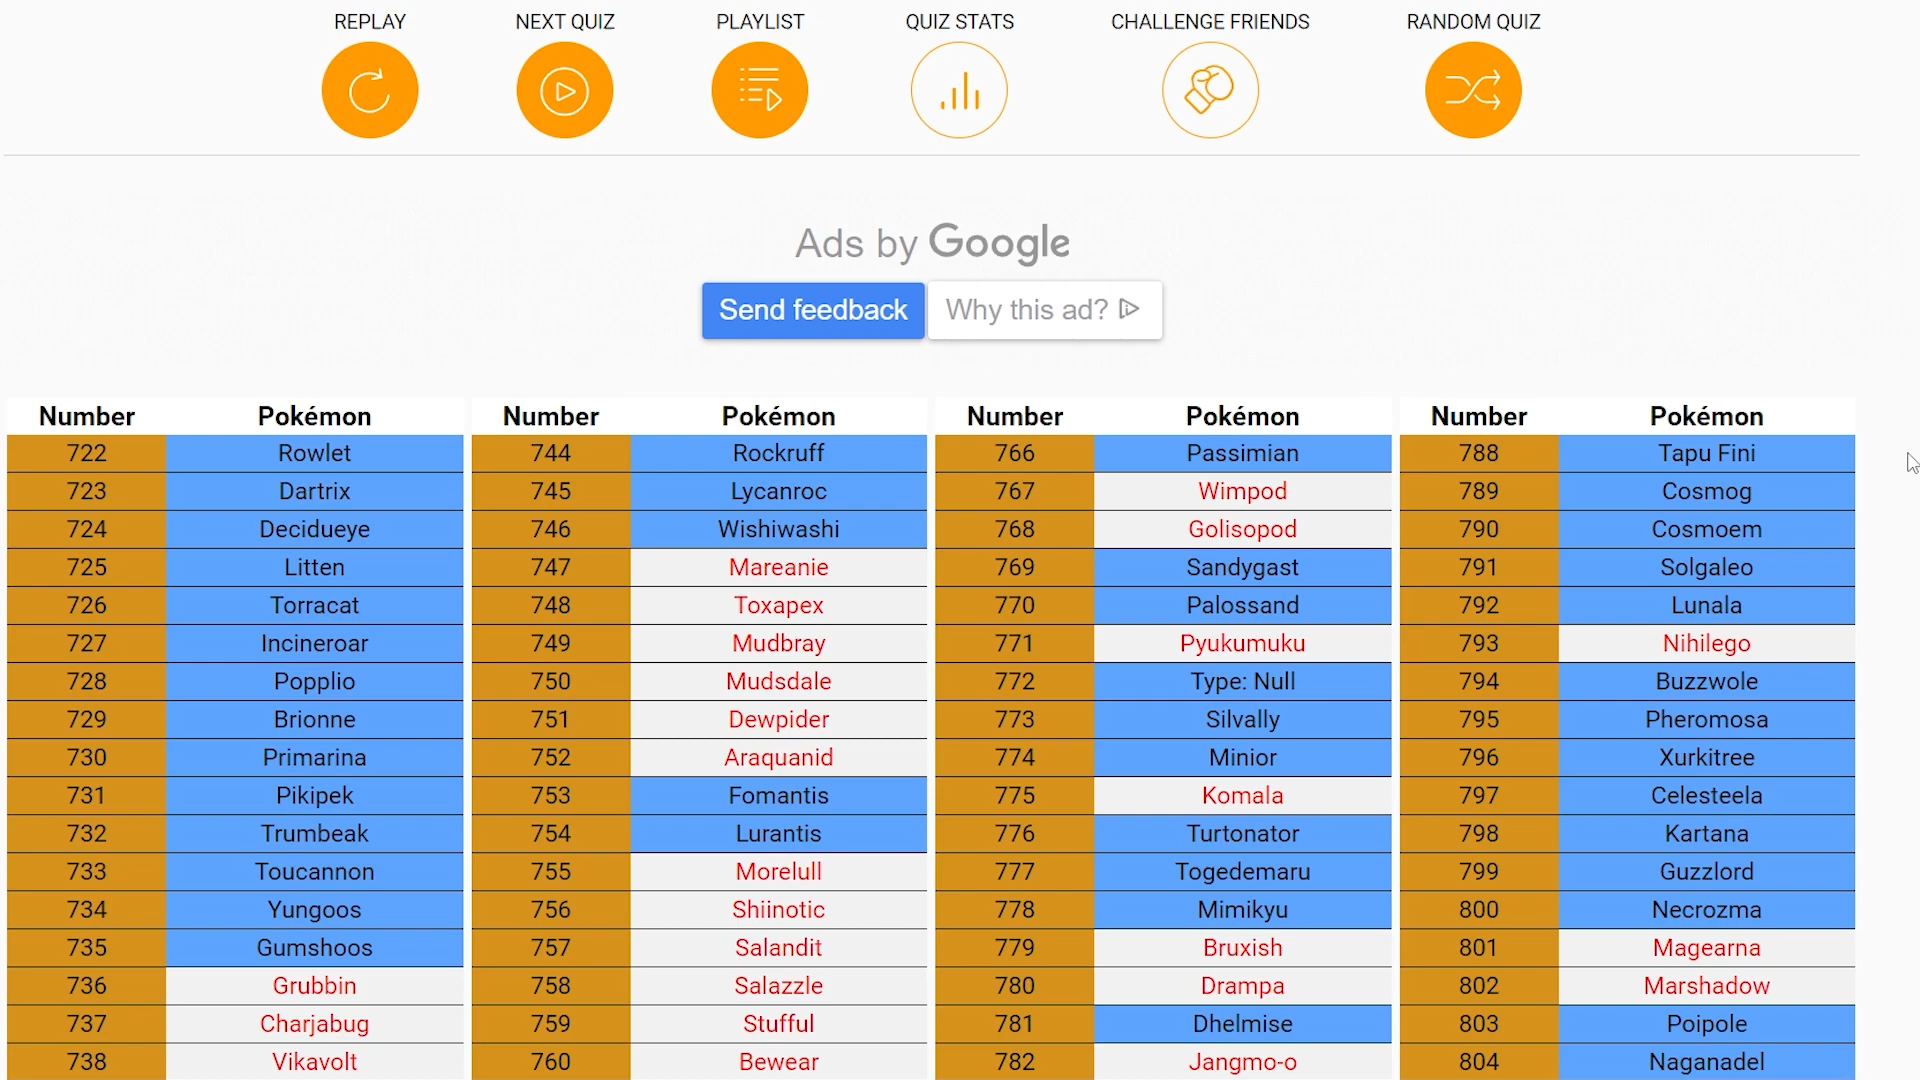 REPLAY NEXT QUIZ PLAYLIST QUIZ STATS CHALLENGE FRIENDS RANDOM QUIZ
Ads by Google
Send feedback Why this ad?
Number Pokémon Number Pokémon Number Pokémon Number Pokémon
722 Rowlet 744 Rockruff 766 Passimian 788 Tapu Fini
723 Dartrix 745 Lycanroc 767 Wimpod 789 Cosmog
724 Decidueye 746 Wishiwashi 768 Golisopod 790 Cosmoem
725 Litten 747 Mareanie 769 Sandygast 791 Solgaleo
726 Torracat 748 Toxapex 770 Palossand 792 Lunala
727 Incineroar 749 Mudbray 771 Pyukumuku 793 Nihilego
728 Popplio 750 Mudsdale 772 Type: Null 794 Buzzwole
729 Brionne 751 Dewpider 773 Silvally 795 Pheromosa
730 Primarina 752 Araquanid 774 Minior 796 Xurkitree
731 Pikipek 753 Fomantis 775 Komala 797 Celesteela
732 Trumbeak 754 Lurantis 776 Turtonator 798 Kartana
733 Toucannon 755 Morelull 777 Togedemaru 799 Guzzlord
734 Yungoos 756 Shiinotic 778 Mimikyu 800 Necrozma
735 Gumshoos 757 Salandit 779 Bruxish 801 Magearna
736 Grubbin 758 Salazzle 780 Drampa 802 Marshadow
737 Charjabug 759 Stufful 781 Dhelmise 803 Poipole
738 Vikavolt 760 Bewear 782 Jangmo-o 804 Naganadel